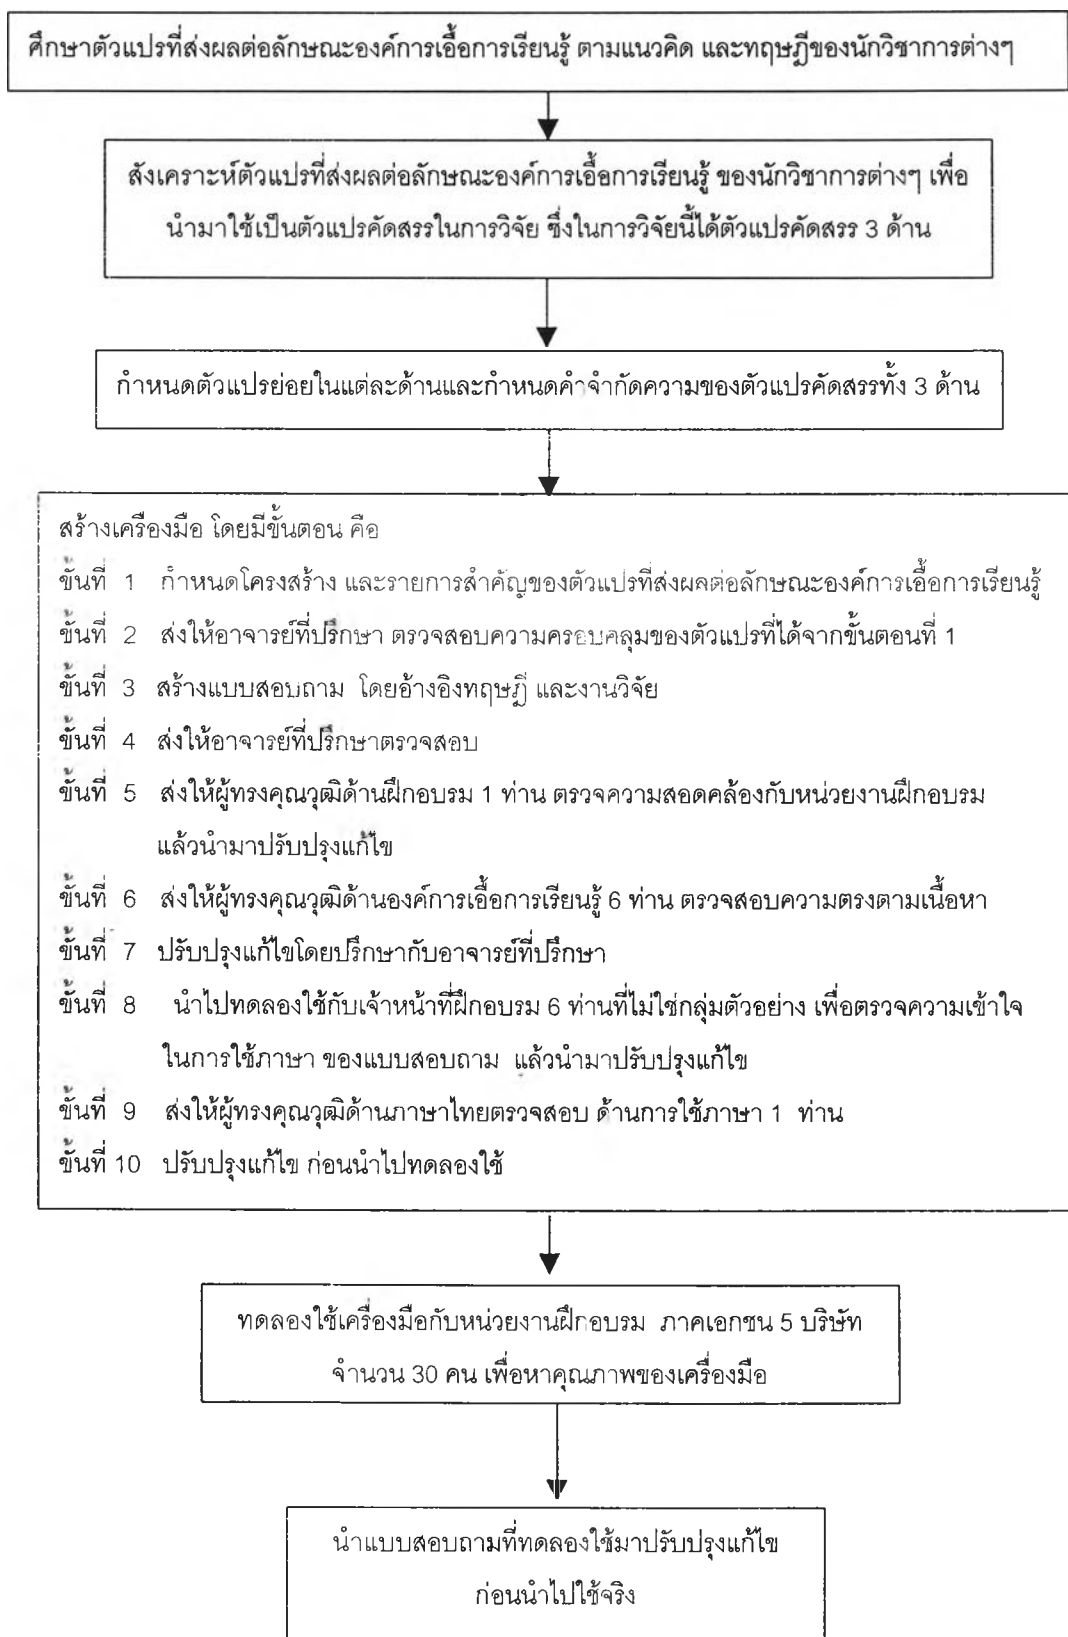 ศึกษาตัวแปรที่ส่งผลต่อลักษณะองค์การเอื้อการเรียนรู้ ตามแนวคิด และทฤษฎีของนักวิชาการต่างๆ
สังเคราะห์ตัวแปรที่ส่งผลต่อลักษณะองค์การเอื้อการเรียนรู้ ของนักวิชาการต่างๆ เพื่อ
นำมาใช้เป็นตัวแปรคัดสรรในการวิจัย ซึ่งในการวิจัยนี้ได้ตัวแปรคัดสรร 3 ด้าน
กำหนดตัวแปรย่อยในแต่ละด้านและกำหนดคำจำกัดความของตัวแปรคัดสรรทั้ง 3 ด้าน
สร้างเครื่องมือ โดยมีขั้นตอน คือ
ขั้นที่ 1 กำหนดโครงสร้าง และรายการสำคัญของตัวแปรที่ส่งผลต่อลักษณะองค์การเอื้อการเรียนรู้
ขั้นที่ 2 ส่งให้อาจารย์ที่ปรึกษา ตรวจสอบความครอบคลุมของตัวแปรที่ได้จากขั้นตอนที่ 1
ขั้นที่ 3 สร้างแบบสอบถาม โดยอ้างอิงทฤษฎี และงานวิจัย
ขั้นที่ 4 ส่งให้อาจารย์ที่ปรึกษาตรวจสอบ
ขั้นที่ 5 ส่งให้ผู้ทรงคุณวุฒิด้านฝึกอบรม 1 ท่าน ตรวจความสอดคล้องกับหน่วยงานฝึกอบรม
แล้วนำมาปรับปรุงแก้ไข
ขั้นที่ 6 ส่งให้ผู้ทรงคุณวุฒิด้านองค์การเอื้อการเรียนรู้ 6 ท่าน ตรวจสอบความตรงตามเนื้อหา
ขั้นที่ 7 ปรับปรุงแก้ไขโดยปรึกษากับอาจารย์ที่ปรึกษา
ขั้นที่ 8 นำไปทดลองใช้กับเจ้าหน้าที่ฝึกอบรม 6 ท่านที่ไม่ใช่กลุ่มตัวอย่าง เพื่อตรวจความเข้าใจ
ในการใช้ภาษา ของแบบสอบถาม แล้วนำมาปรับปรุงแก้ไข
ขั้นที่ 9 ส่งให้ผู้ทรงคุณวุฒิด้านภาษาไทยตรวจสอบ ด้านการใช้ภาษา 1 ท่าน
ขั้นที่ 10 ปรับปรุงแก้ไข ก่อนนำไปทดลองใช้
ทดลองใช้เครื่องมือกับหน่วยงานฝึกอบรม ภาคเอกชน 5 บริษัท
จำนวน 30 คน เพื่อหาคุณภาพของเครื่องมือ
นำแบบสอบถามที่ทดลองใช้มาปรับปรุงแก้ไข
ก่อนนำไปใช้จริง